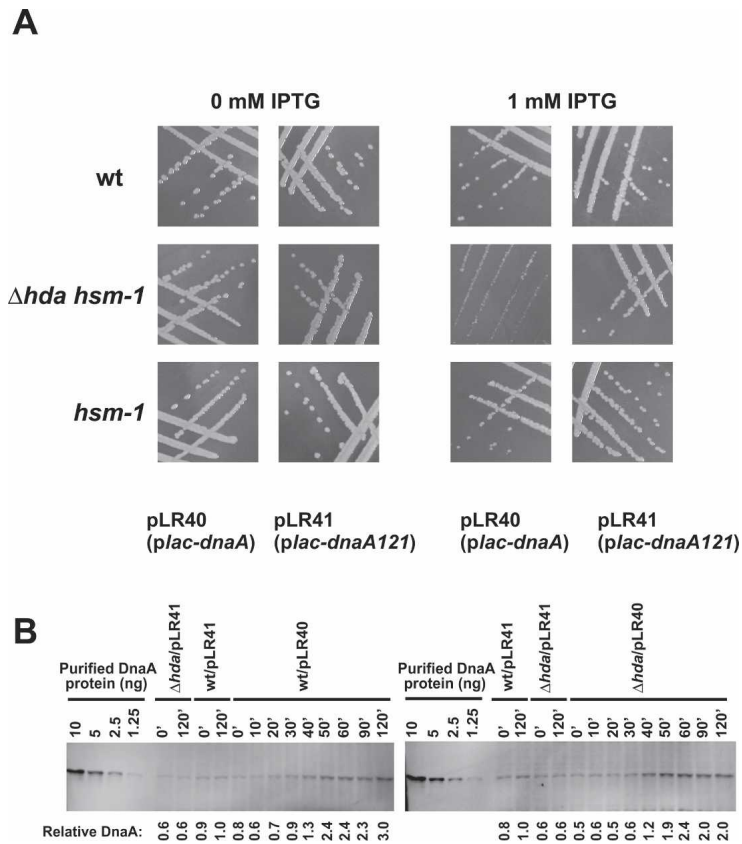 A
0 mM IPTG
1 mM IPTG
wt
Δhda hsm-1
hsm-1
pLR40
(plac-dnaA)
pLR41
(plac-dnaA121)
pLR40
(plac-dnaA)
pLR41
(plac-dnaA121)
B
Purified DnaA
protein (ng)
Δhda/pLR41
wt/pLR41
wt/pLR40
Purified DnaA
protein (ng)
wt/pLR41
Δhda/pLR41
Δhda/pLR40
10 5 2.5 1.25 0' 120' 0' 120' 0' 10' 20' 30' 40' 50' 60' 90' 120'
10 5 2.5 1.25 0' 120' 0' 120' 0' 10' 20' 30' 40' 50' 60' 90' 120'
Relative DnaA: 0.6 0.6 0.9 1.0 0.8 0.6 0.7 0.9 1.3 2.4 2.4 2.3 3.0
0.8 1.0 0.6 0.6 0.5 0.6 0.5 0.6 1.2 1.9 2.4 2.0 2.0